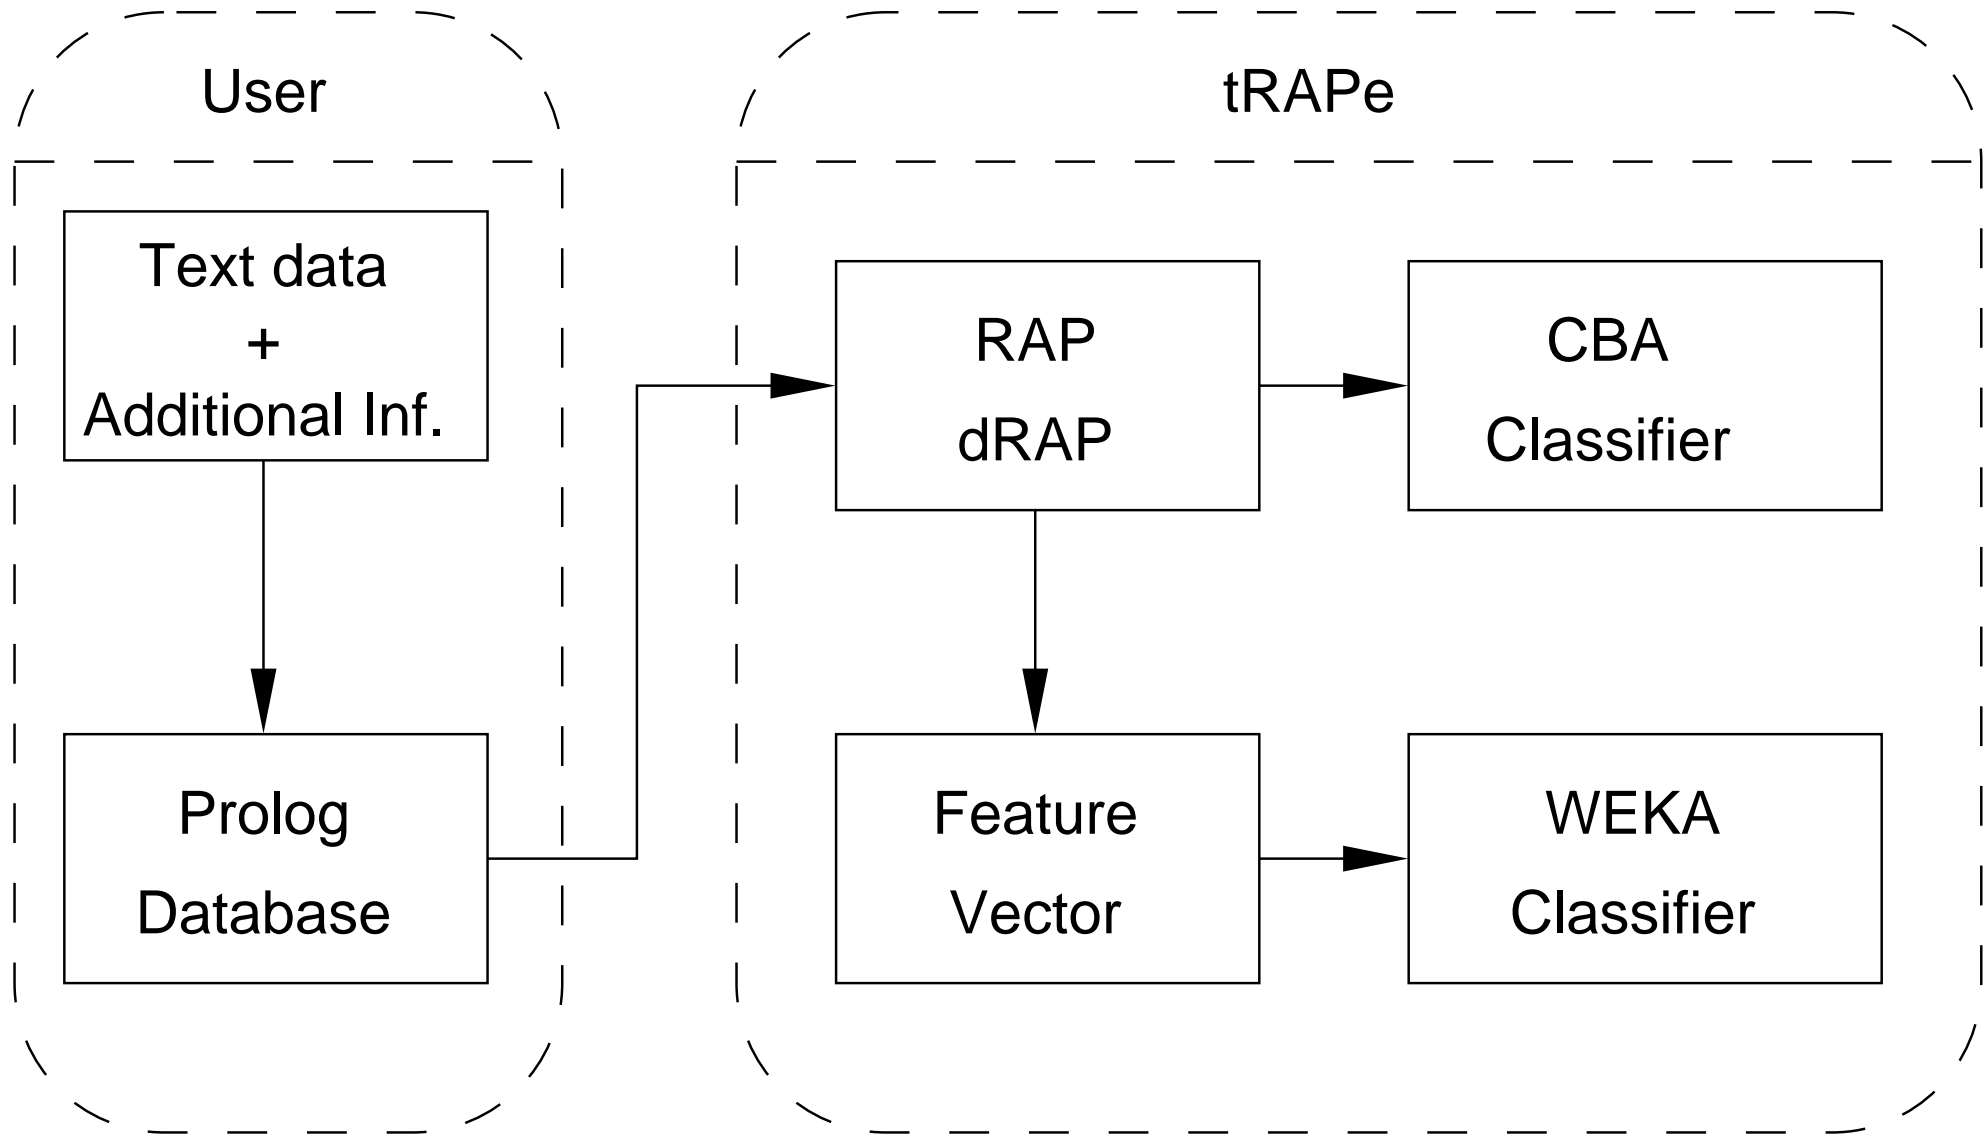 User
Text data
+
Additional Inf.
Prolog
Database
tRAPe
RAP
dRAP
CBA
Classifier
Feature
Vector
WEKA
Classifier